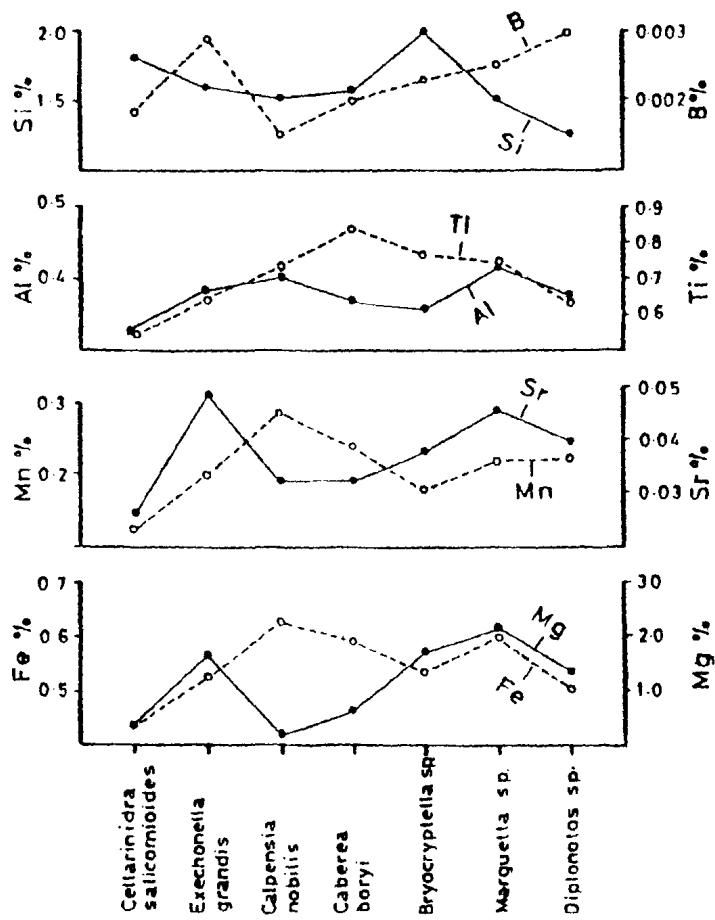 Si %
2.0
1.5
B
Si
0.003
0.002
B%
Al %
0.5
0.4
Ti
Al
0.9
0.8
0.7
0.6
Ti %
Mn %
0.3
0.2
Sr
Mn
0.05
0.04
0.03
Sr %
Fe %
0.7
0.6
0.5
Mg
Fe
3.0
2.0
1.0
Mg %
Cellarinidra
salicornioides
Exechonella
grandis
Calpensia
nobilis
Caberea
boryi
Bryocryptella sp
Marguetta sp.
Diplonotos sp.